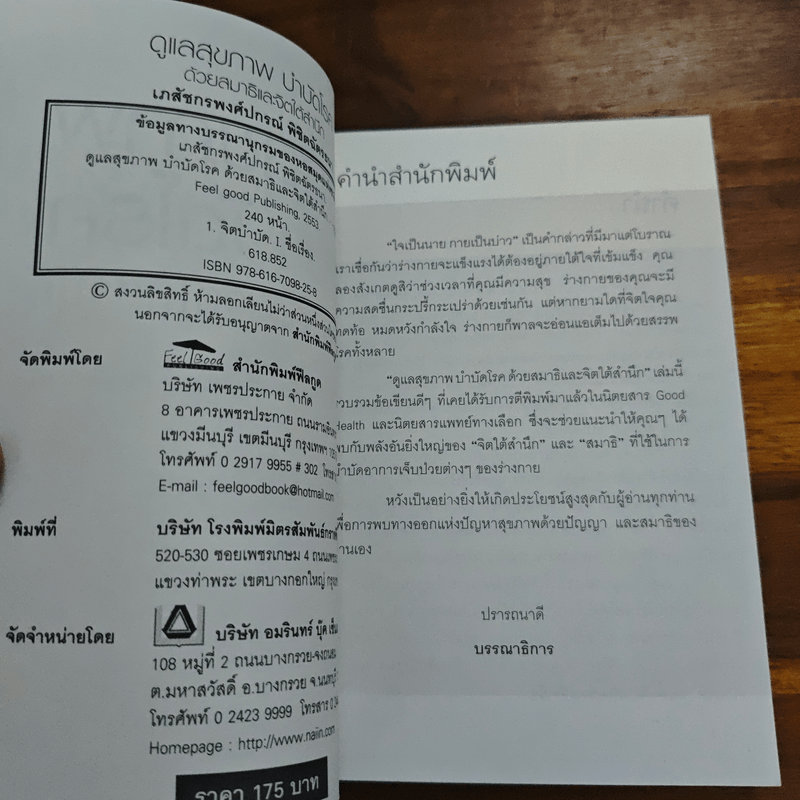 ดูแลสุขภาพ บำบัดโรค
ด้วยสมาธิและจิตใต้สำนึก
เภสัชกรพงศ์ปกรณ์ พิชิตฉัตรธนา
ข้อมูลทางบรรณานุกรมของหอสมุดแห่งชาติ
เภสัชกรพงศ์ปกรณ์ พิชิตฉัตรธนา
ดูแลสุขภาพ บำบัดโรค ด้วยสมาธิและจิตใต้สำนึก
Feel good Publishing, 2553
240 หน้า.
1. จิตบำบัด. I. ชื่อเรื่อง.
618.852
ISBN 978-616-7098-25-8
© สงวนลิขสิทธิ์ ห้ามลอกเลียนไม่ว่าส่วนหนึ่งส่วนใด
นอกจากจะได้รับอนุญาตจาก สำนักพิมพ์ฟีลกูด
จัดพิมพ์โดย
Feel Good
สำนักพิมพ์ฟีลกูด
บริษัท เพชรประกาย จำกัด
8 อาคารเพชรประกาย ถนนรามอินทรา
แขวงมีนบุรี เขตมีนบุรี กรุงเทพฯ
โทรศัพท์ 0 2917 9955 # 302
E-mail : feelgoodbook@hotmail.com
พิมพ์ที่
บริษัท โรงพิมพ์มิตรสัมพันธ์กราฟ
520-530 ซอยเพชรเกษม 4 ถนนเพชร
แขวงท่าพระ เขตบางกอกใหญ่ กรุงเท
จัดจำหน่ายโดย
บริษัท อมรินทร์ บุ๊ค เซ็น
108 หมู่ที่ 2 ถนนบางกรวย-จงถนอม
ต.มหาสวัสดิ์ อ.บางกรวย จ.นนทบุรี
โทรศัพท์ 0 2423 9999 โทรสาร 0 2
Homepage : http://www.naiin.com
ราคา 175 บาท
คำนำสำนักพิมพ์
"ใจเป็นนาย กายเป็นบ่าว" เป็นคำกล่าวที่มีมาแต่โบราณ
เราเชื่อกันว่าร่างกายจะแข็งแรงได้ต้องอยู่ภายใต้ใจที่เข้มแข็ง คุณ
ลองสังเกตดูสิว่าช่วงเวลาที่คุณมีความสุข ร่างกายของคุณจะมี
ความสดชื่นกระปรี้กระเปร่าด้วยเช่นกัน แต่หากยามใดที่จิตใจคุณ
ทดท้อ หมดหวังกำลังใจ ร่างกายก็พาลจะอ่อนแอเต็มไปด้วยสรรพ
โรคทั้งหลาย
"ดูแลสุขภาพ บำบัดโรค ด้วยสมาธิและจิตใต้สำนึก" เล่มนี้
รวบรวมข้อเขียนดีๆ ที่เคยได้รับการตีพิมพ์มาแล้วในนิตยสาร Good
Health และนิตยสารแพทย์ทางเลือก ซึ่งจะช่วยแนะนำให้คุณๆ ได้
พบกับพลังอันยิ่งใหญ่ของ "จิตใต้สำนึก" และ "สมาธิ" ที่ใช้ในการ
บำบัดอาการเจ็บป่วยต่างๆ ของร่างกาย
หวังเป็นอย่างยิ่งให้เกิดประโยชน์สูงสุดกับผู้อ่านทุกท่าน
เพื่อการพบทางออกแห่งปัญหาสุขภาพด้วยปัญญา และสมาธิของ
ท่านเอง
ปรารถนาดี
บรรณาธิการ